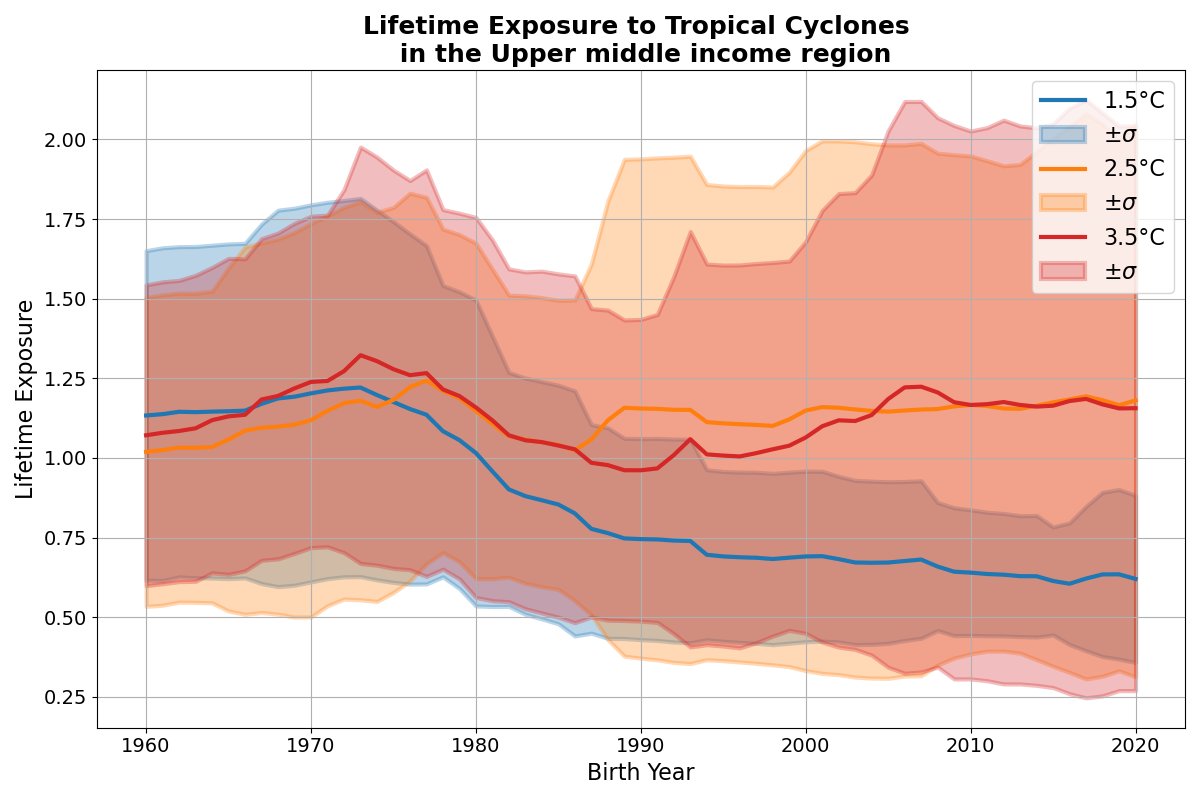 Lifetime Exposure to Tropical Cyclones
in the Upper middle income region
1.5°C
±σ
2.5°C
±σ
3.5°C
±σ
Lifetime Exposure
2.00
1.75
1.50
1.25
1.00
0.75
0.50
0.25
1960
1970
1980
1990
2000
2010
2020
Birth Year